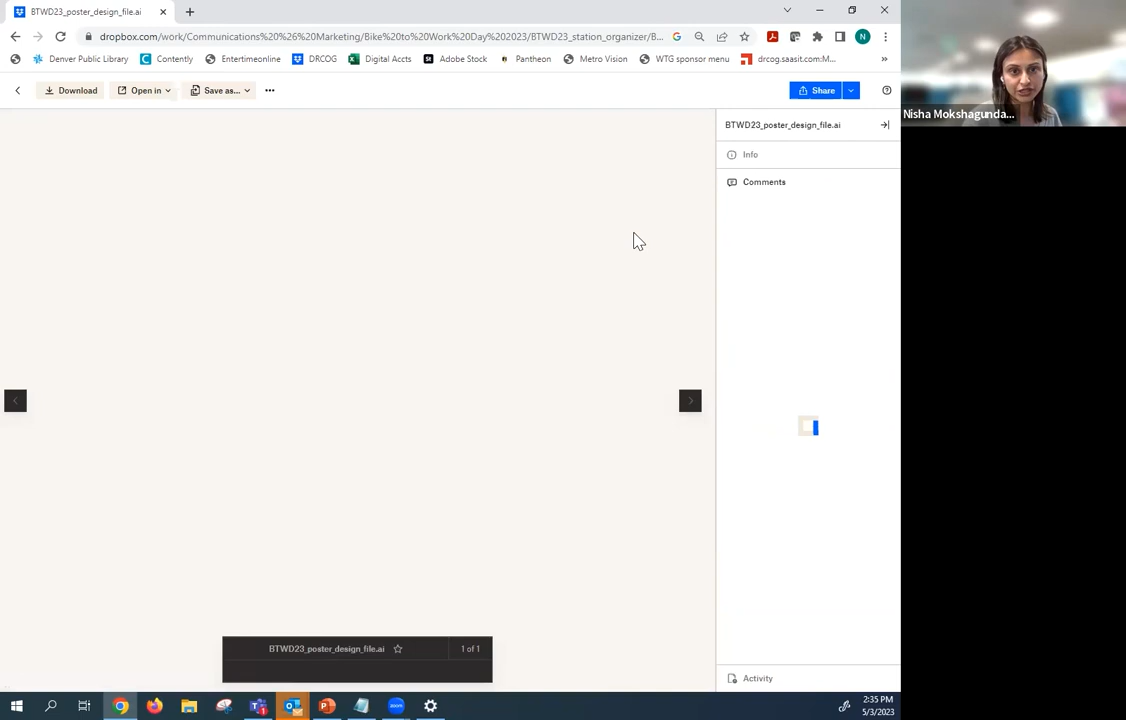 BTWD23_poster_design_file.ai
dropbox.com/work/Communications%20%26%20Marketing/Bike%20to%20Work%20Day%202023/BTWD23_station_organizer/B...
Denver Public Library
Contently
Entertimeonline
DRCOG
Digital Accts
Adobe Stock
Pantheon
Metro Vision
WTG sponsor menu
drcog.saasit.com:M...
»
Download
Open in
Save as...
Share
BTWD23_poster_design_file.ai
Info
Comments
BTWD23_poster_design_file.ai
1 of 1
Activity
2:35 PM
5/3/2023
Nisha Mokshagunda...
N